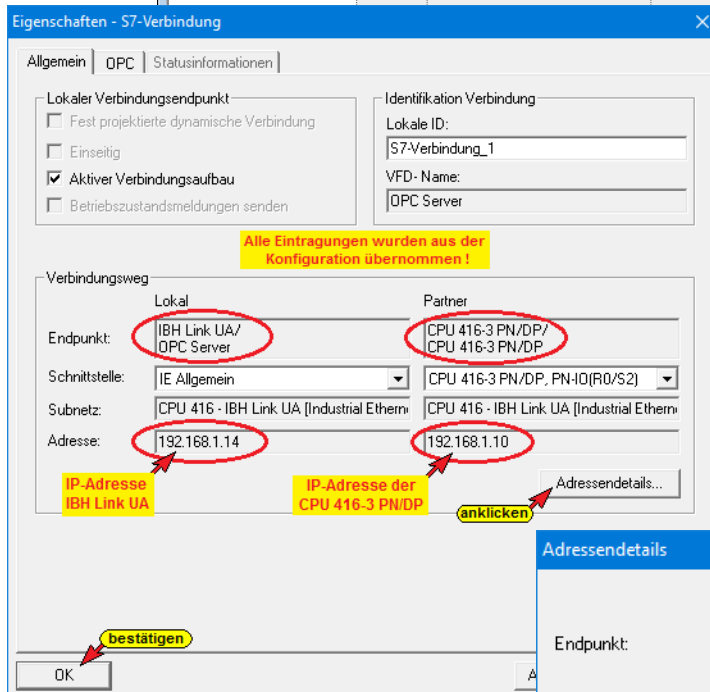 Eigenschaften - S7-Verbindung
Allgemein OPC Statusinformationen
Lokaler Verbindungsendpunkt
Fest projektierte dynamische Verbindung
Einseitig
Aktiver Verbindungsaufbau
Betriebszustandsmeldungen senden
Identifikation Verbindung
Lokale ID:
S7-Verbindung_1
VFD- Name:
OPC Server
Alle Eintragungen wurden aus der
Konfiguration übernommen !
Verbindungsweg
Lokal Partner
Endpunkt:
IBH Link UA/
OPC Server
CPU 416-3 PN/DP/
CPU 416-3 PN/DP
Schnittstelle: IE Allgemein CPU 416-3 PN/DP, PN-IO(R0/S2)
Subnetz: CPU 416 - IBH Link UA [Industrial Ethern CPU 416 - IBH Link UA [Industrial Ethern
Adresse: 192.168.1.14 192.168.1.10
IP-Adresse
IBH Link UA
IP-Adresse der
CPU 416-3 PN/DP
Adressendetails...
anklicken
Adressendetails
Endpunkt:
bestätigen
OK